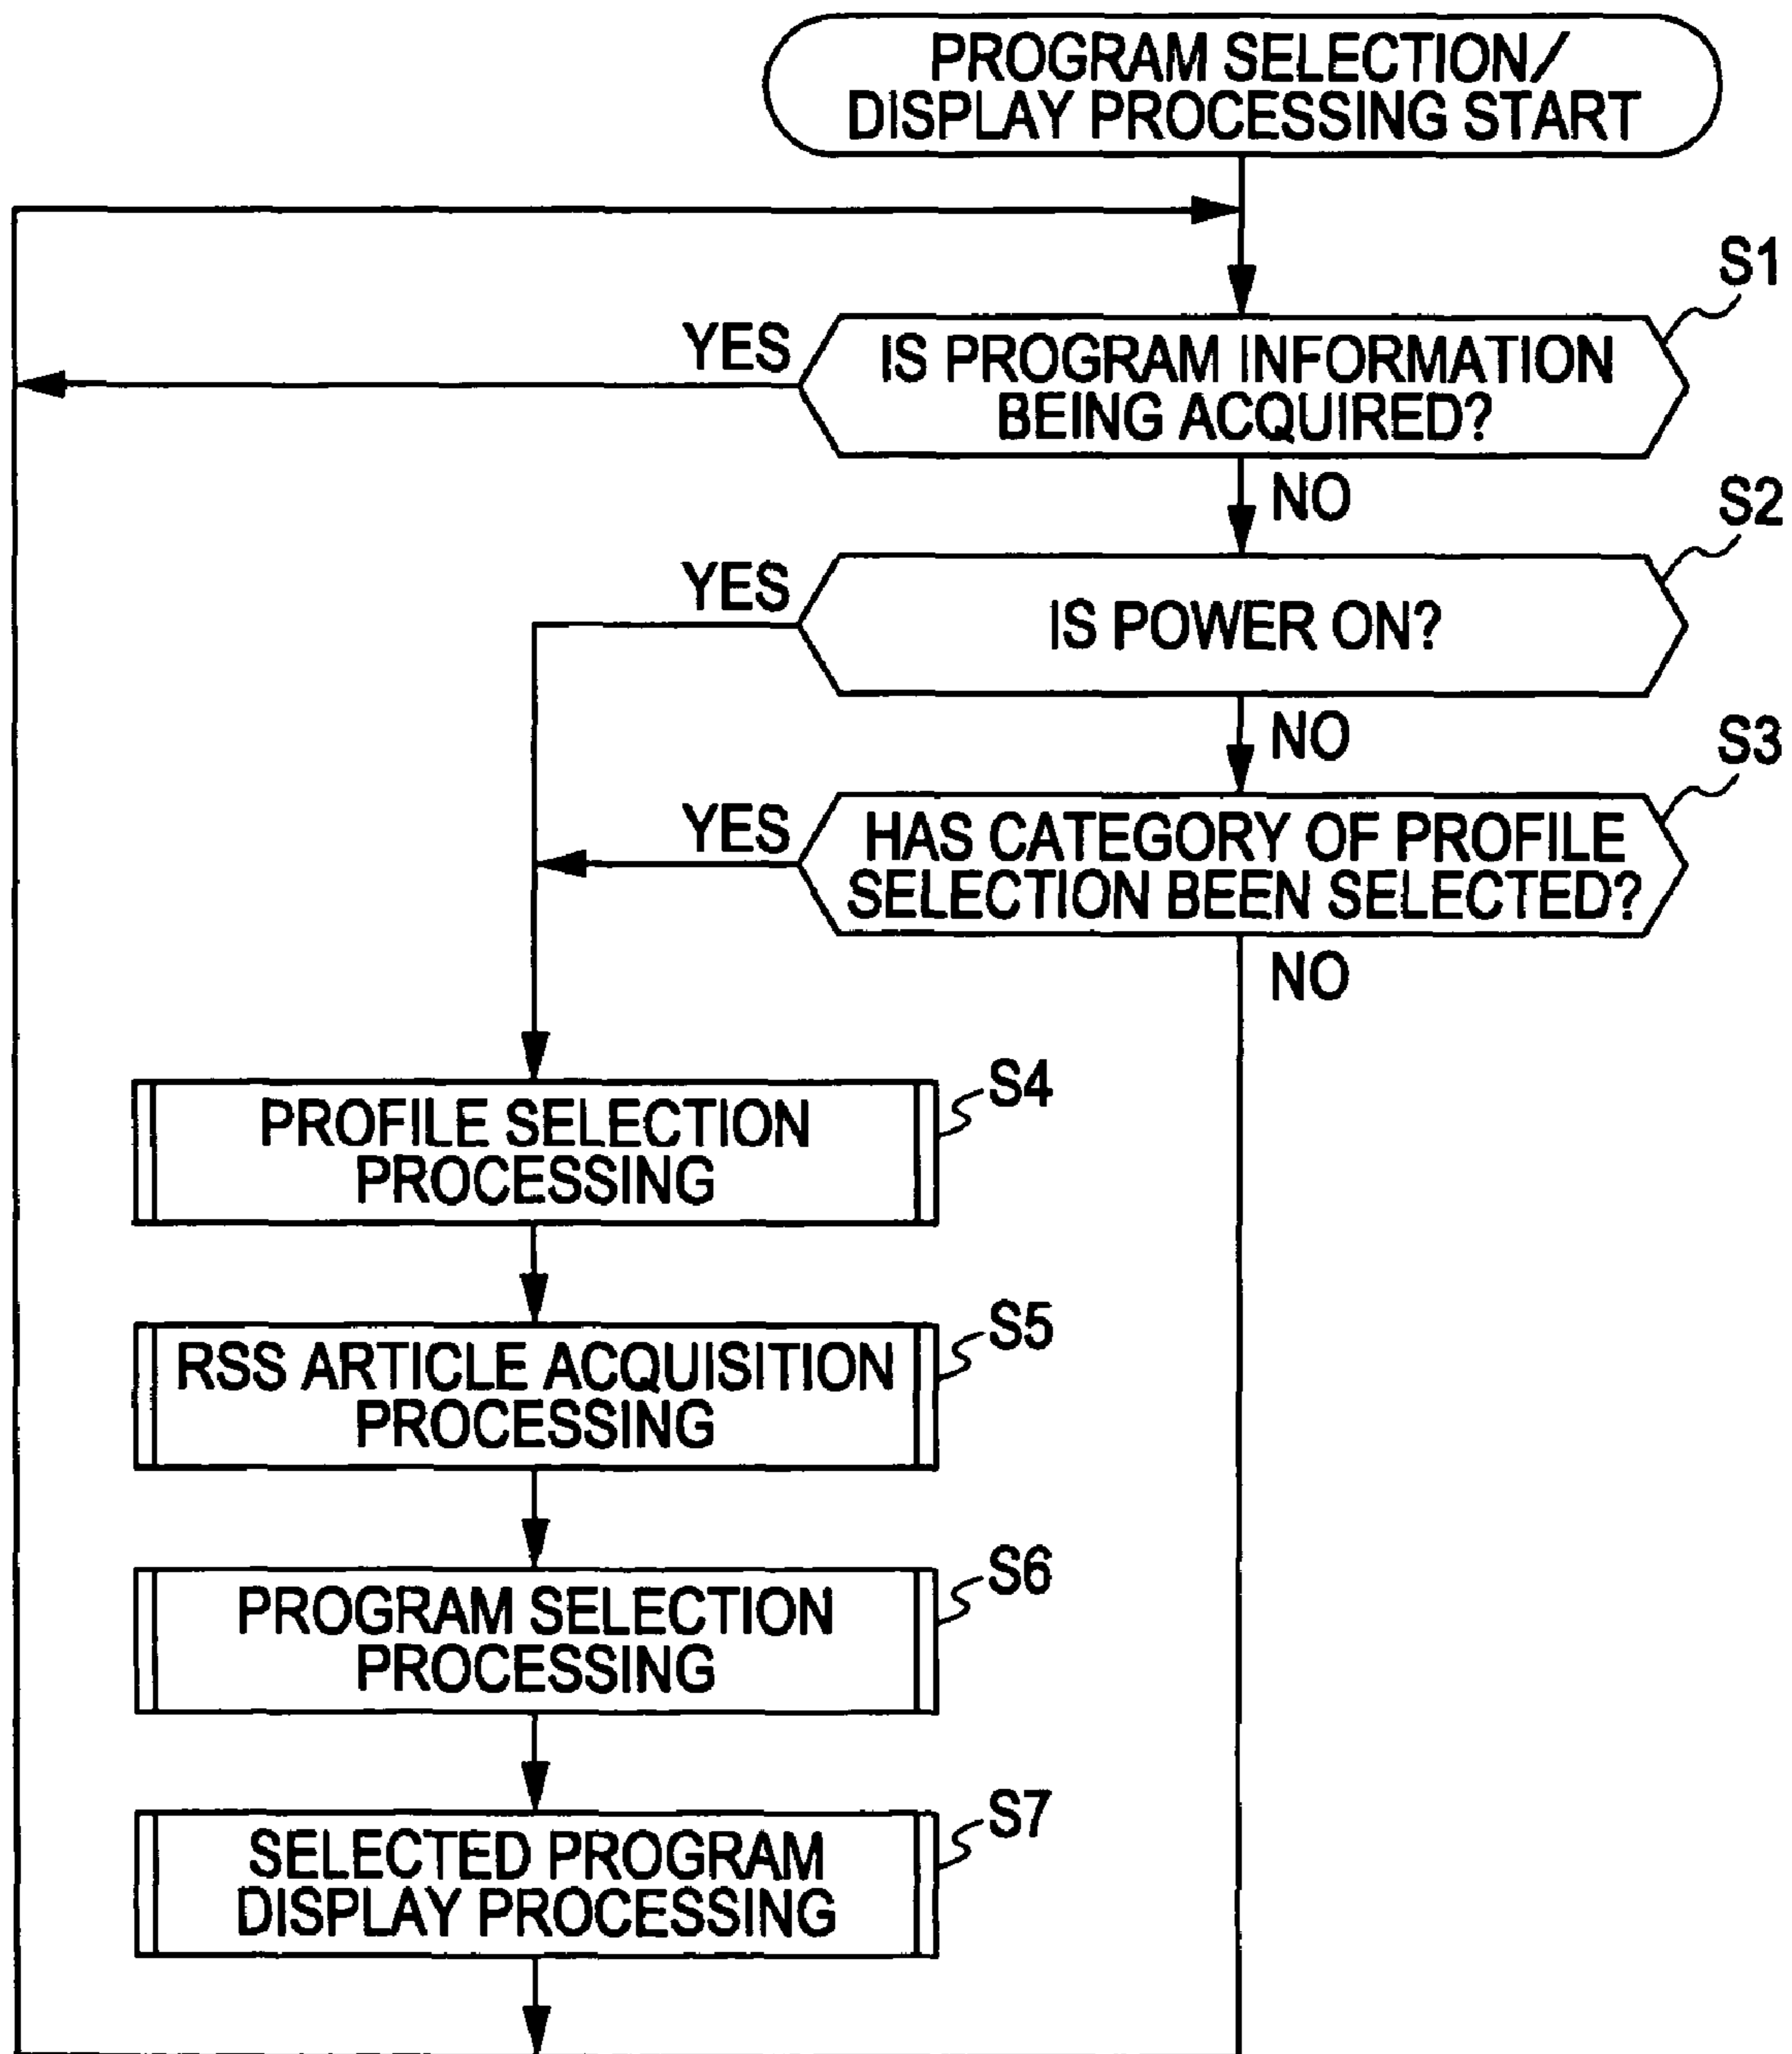 PROGRAM SELECTION/
DISPLAY PROCESSING START
S1
YES
IS PROGRAM INFORMATION
BEING ACQUIRED?
NO
S2
YES
IS POWER ON?
NO
S3
YES
HAS CATEGORY OF PROFILE
SELECTION BEEN SELECTED?
NO
S4
PROFILE SELECTION
PROCESSING
S5
RSS ARTICLE ACQUISITION
PROCESSING
S6
PROGRAM SELECTION
PROCESSING
S7
SELECTED PROGRAM
DISPLAY PROCESSING